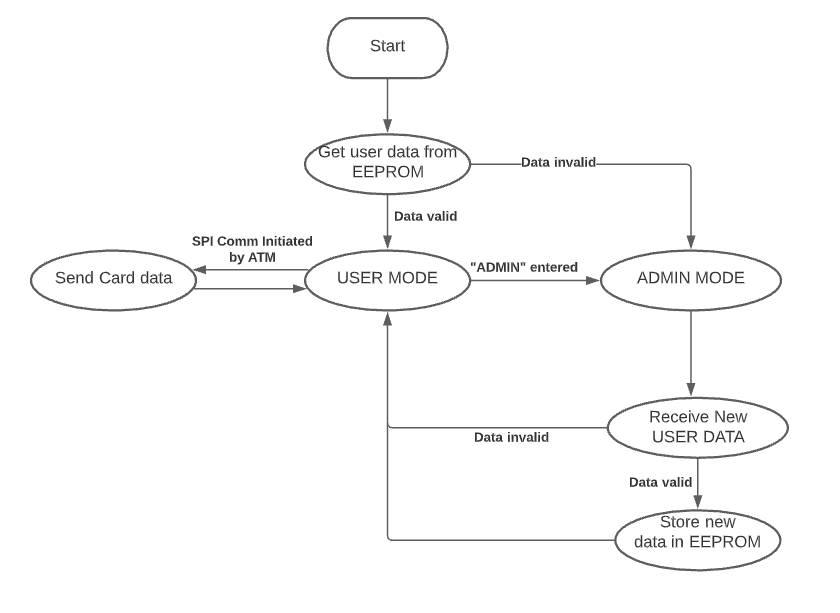 Start
Get user data from
EEPROM
Data invalid
Data valid
SPI Comm Initiated
by ATM
Send Card data
USER MODE
"ADMIN" entered
ADMIN MODE
Receive New
USER DATA
Data invalid
Data valid
Store new
data in EEPROM